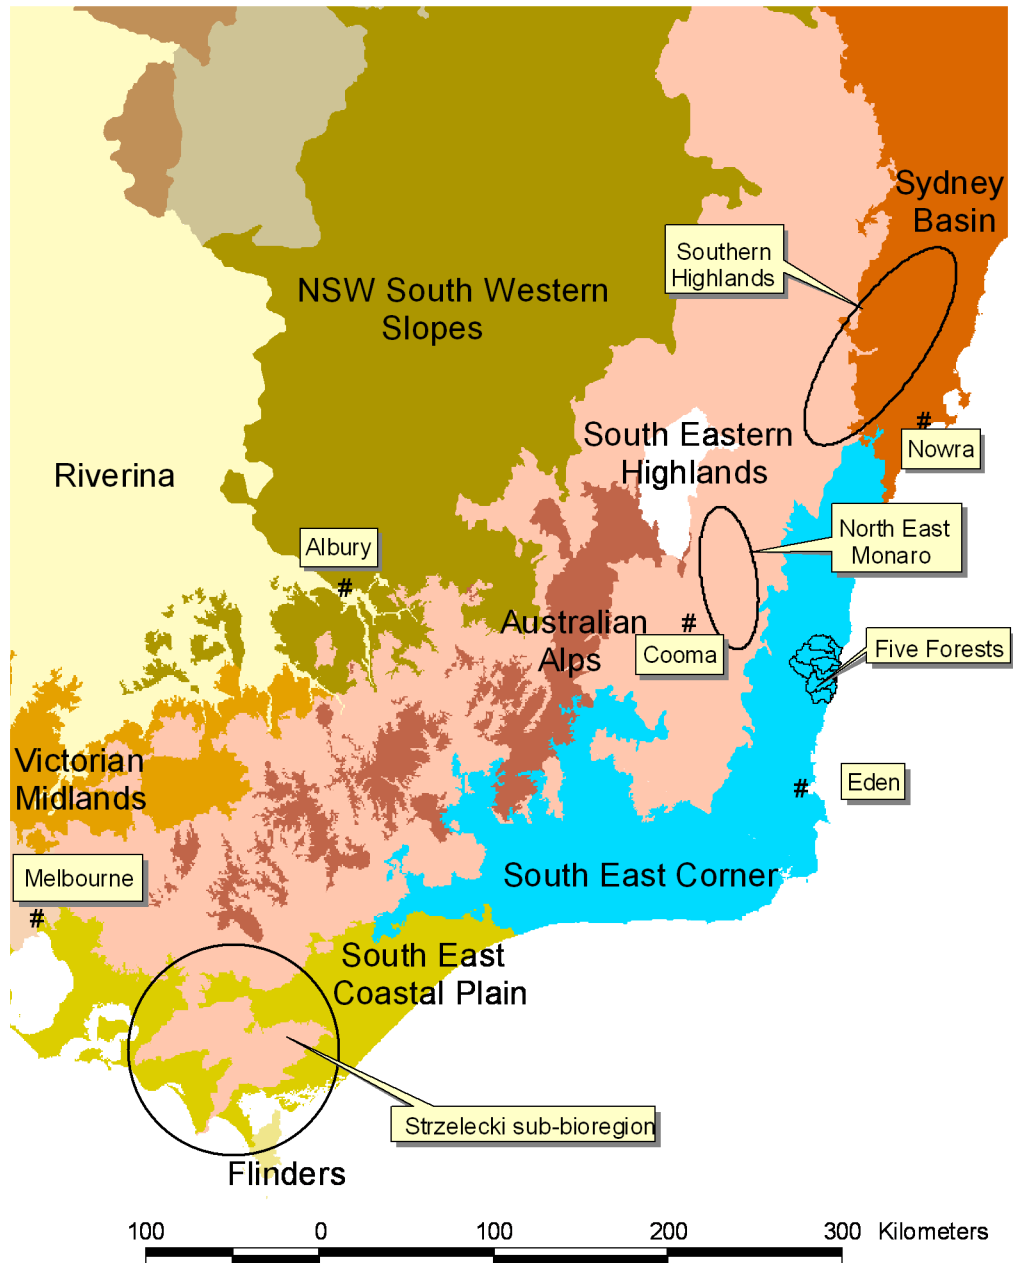 Sydney
Basin
Southern
Highlands
NSW South Western
Slopes
#
Nowra
South Eastern
Highlands
Riverina
North East
Monaro
Albury
#
Australian
Alps
#
Cooma
Five Forests
Victorian
Midlands
#
Eden
Melbourne
#
South East Corner
South East
Coastal Plain
Strzelecki sub-bioregion
Flinders
100 0 100 200 300 Kilometers